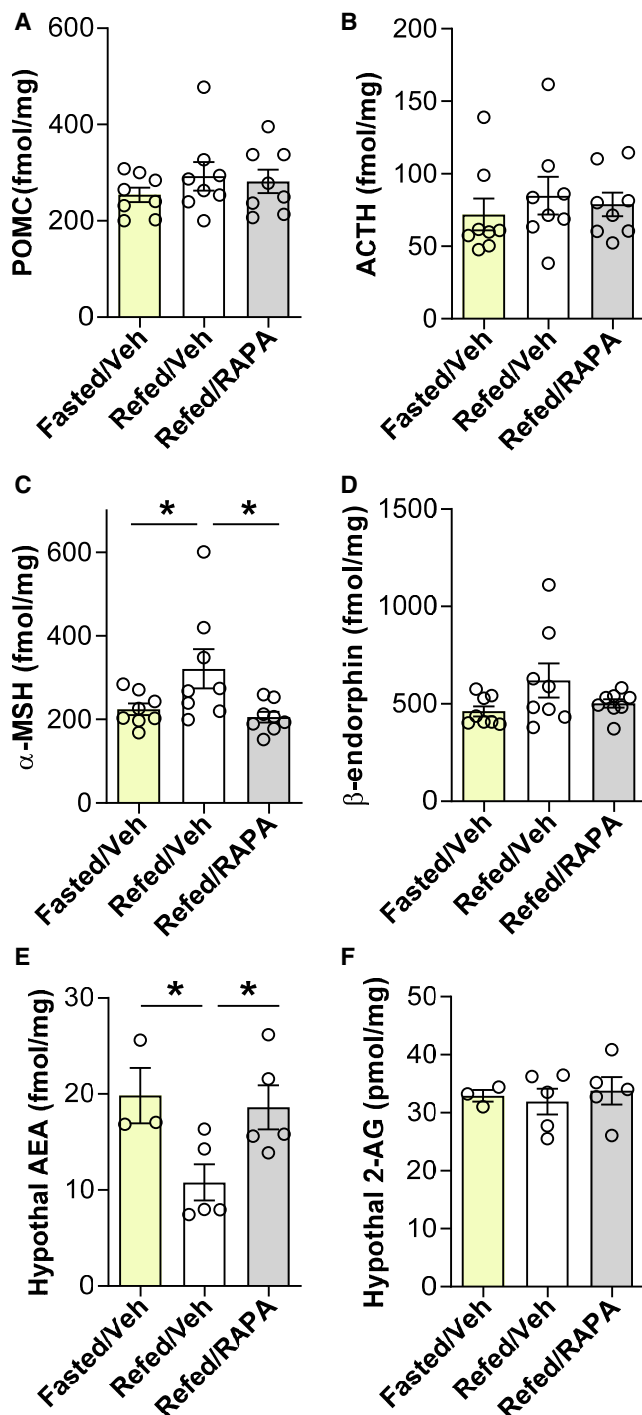 A
POMC(fmol/mg)
600
400
200
0
Fasted/Veh
Refed/Veh
Refed/RAPA
B
ACTH (fmol/mg)
200
150
100
50
0
Fasted/Veh
Refed/Veh
Refed/RAPA
C
α-MSH (fmol/mg)
600
400
200
0
* *
Fasted/Veh
Refed/Veh
Refed/RAPA
D
β-endorphin (fmol/mg)
1500
1000
500
0
Fasted/Veh
Refed/Veh
Refed/RAPA
E
Hypothal AEA (fmol/mg)
30
20
10
0
* *
Fasted/Veh
Refed/Veh
Refed/RAPA
F
Hypothal 2-AG (pmol/mg)
50
40
30
20
10
0
Fasted/Veh
Refed/Veh
Refed/RAPA